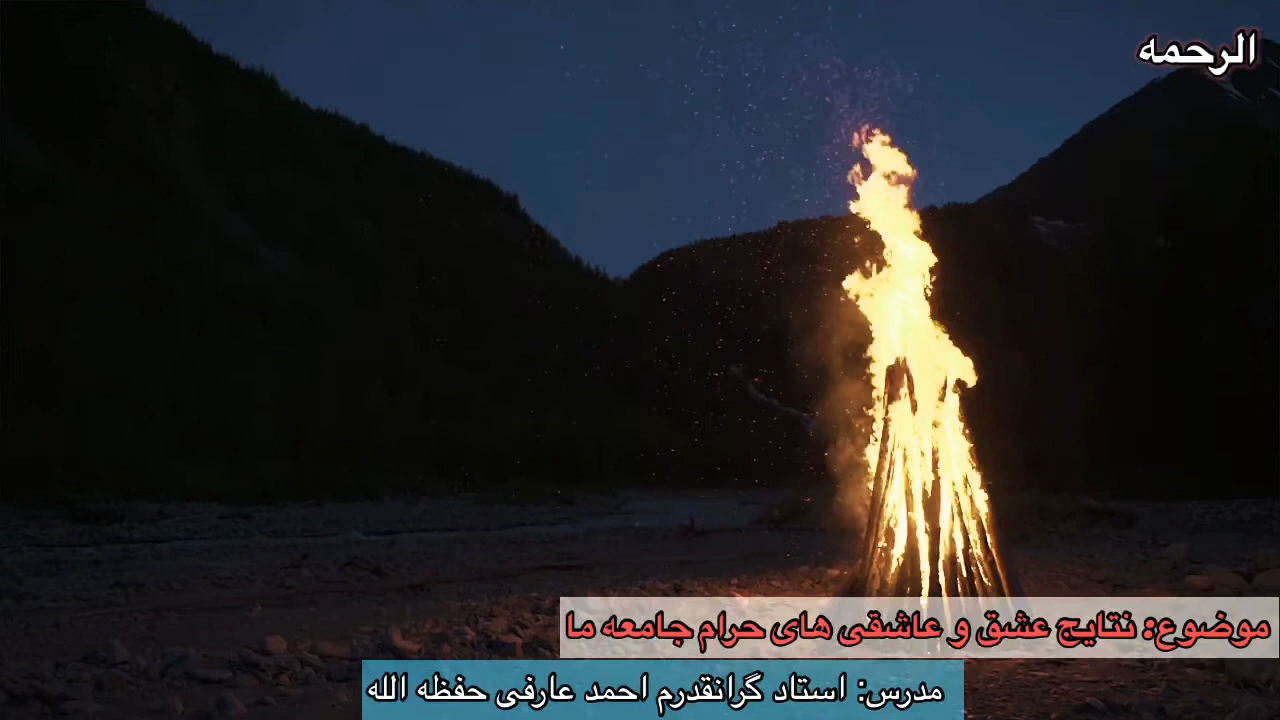 الرحمه
موضوع: نتایج عشق و عاشقی های حرام جامعه ما
مدرس: استاد گرانقدرم احمد عارفی حفظه الله